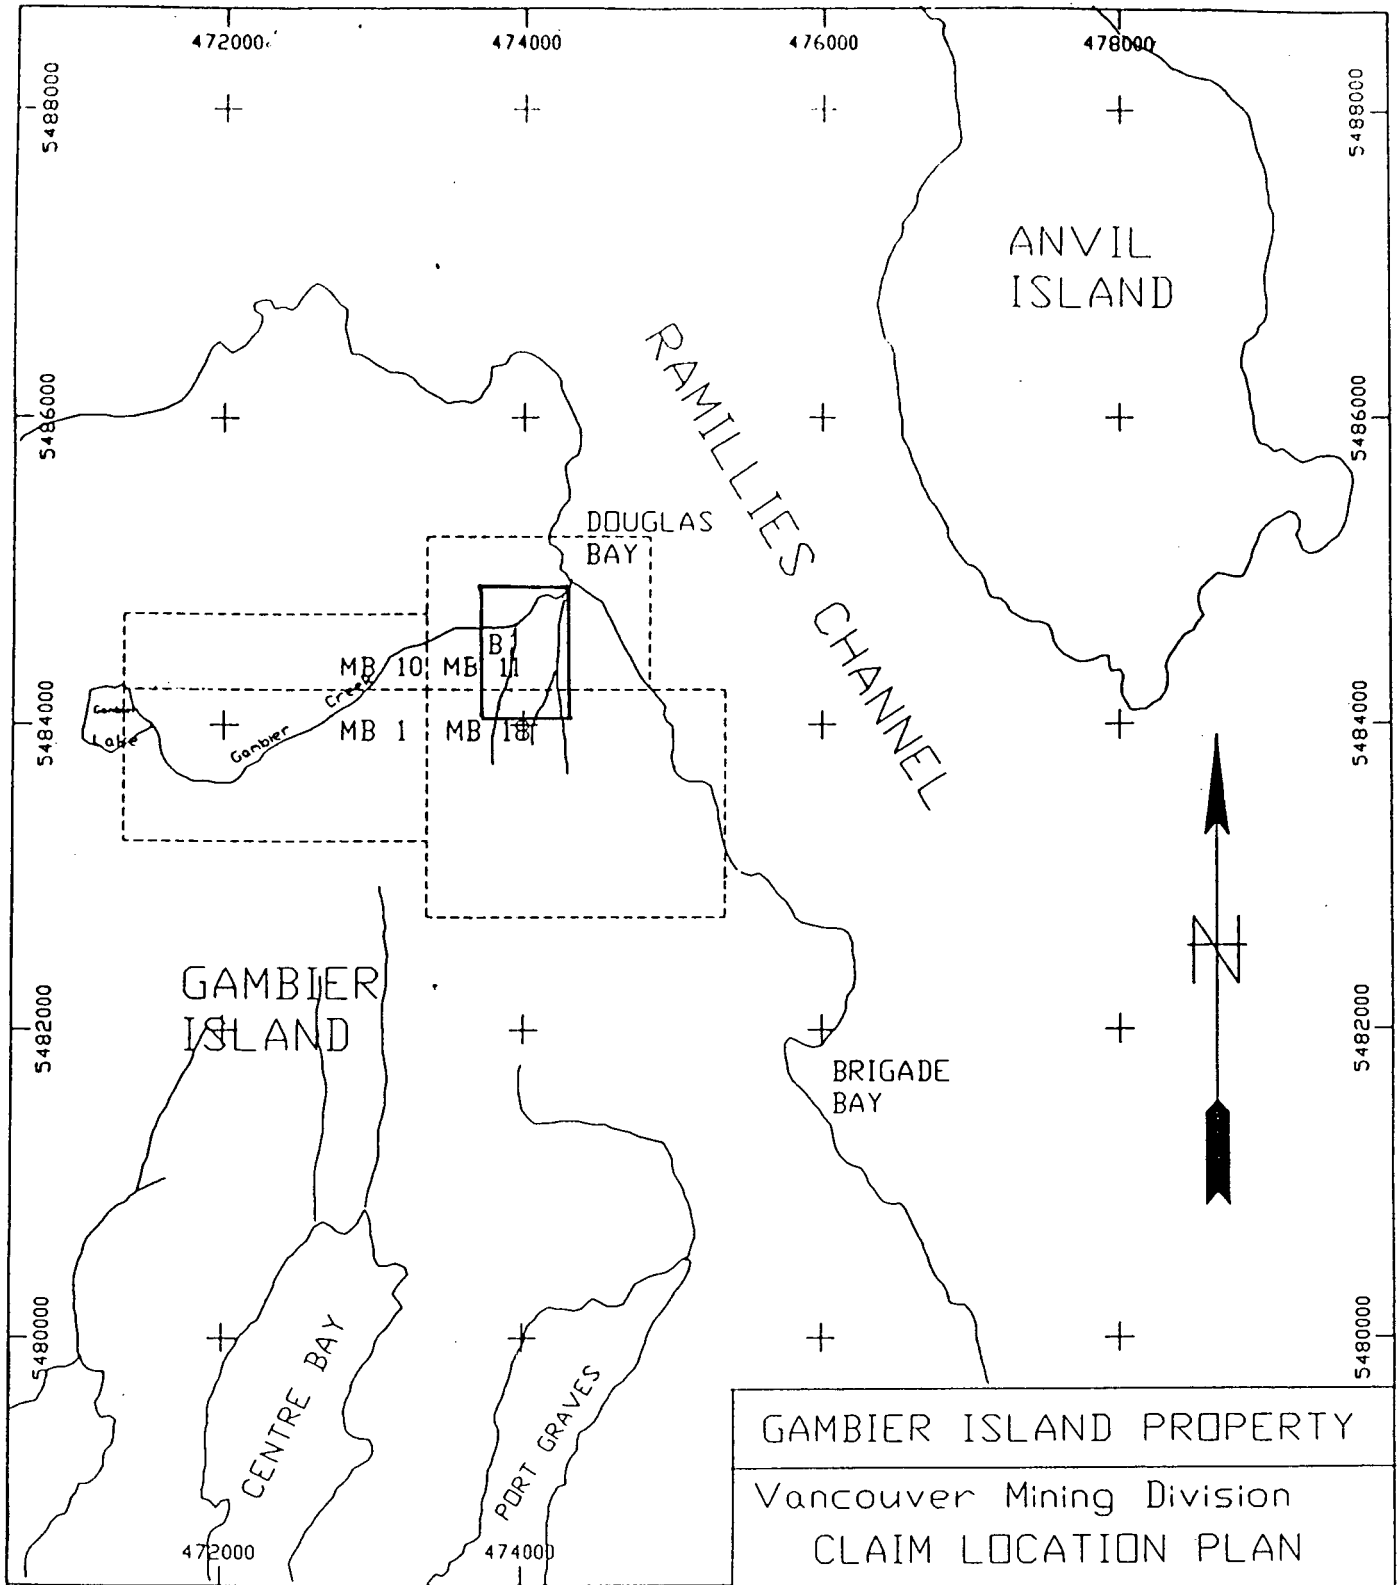 472000
474000
476000
478000
5488000
5488000
ANVIL
ISLAND
RAMILLIES CHANNEL
5486000
5486000
DOUGLAS
BAY
B 1
MB 10
MB 11
Gambier
Lake
Gambier Creek
MB 1
MB 18
5484000
5484000
N
GAMBIER
ISLAND
5482000
5482000
BRIGADE
BAY
5480000
5480000
CENTRE BAY
PORT GRAVES
472000
474000
GAMBIER ISLAND PROPERTY
Vancouver Mining Division
CLAIM LOCATION PLAN